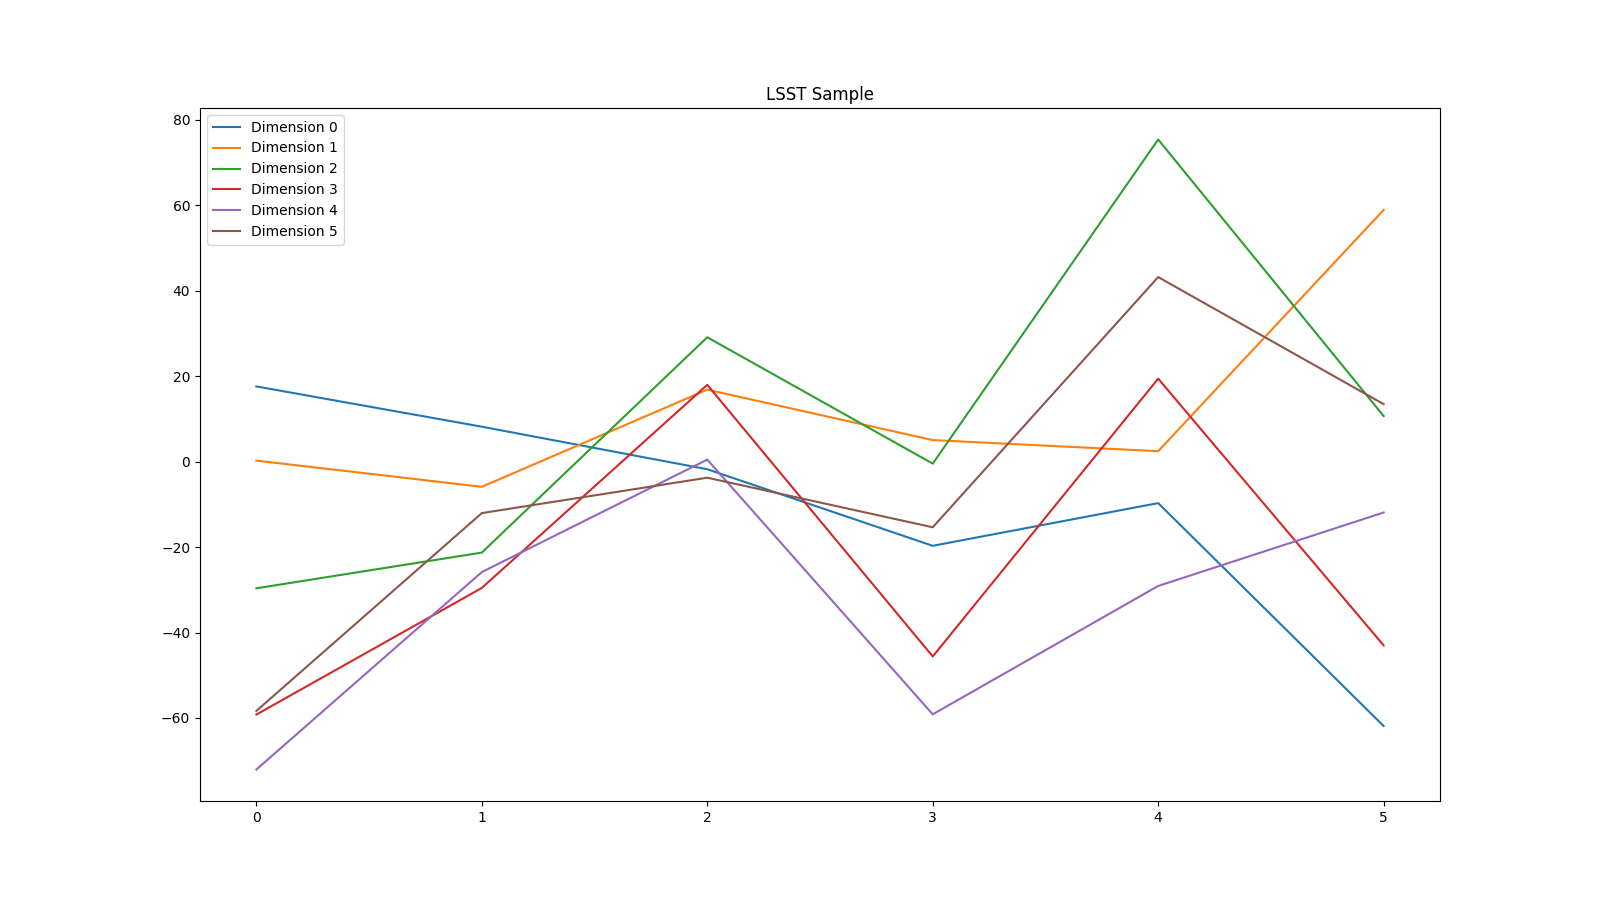 LSST Sample
80
60
40
20
0
−20
−40
−60
Dimension 0
Dimension 1
Dimension 2
Dimension 3
Dimension 4
Dimension 5
0 1 2 3 4 5